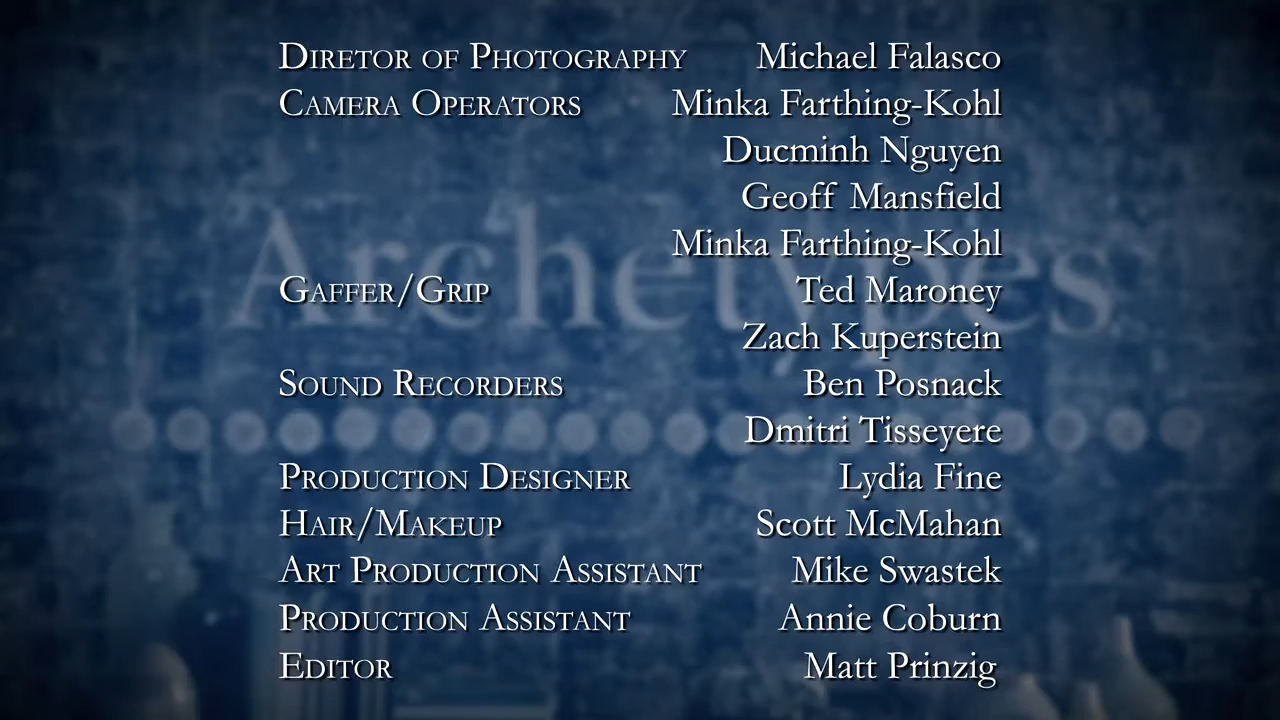 Diretor of Photography Michael Falasco
Camera Operators Minka Farthing-Kohl
Ducminh Nguyen
Geoff Mansfield
Minka Farthing-Kohl
Archetypes
Gaffer/Grip Ted Maroney
Zach Kuperstein
Sound Recorders Ben Posnack
Dmitri Tisseyere
Production Designer Lydia Fine
Hair/Makeup Scott McMahan
Art Production Assistant Mike Swastek
Production Assistant Annie Coburn
Editor Matt Prinzig